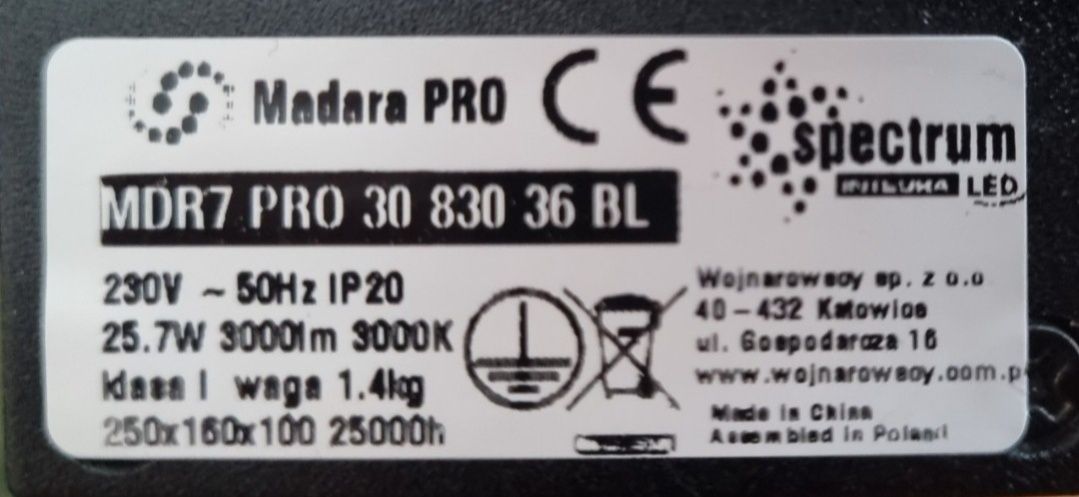 Madara PRO CE
spectrum
LED
MDR7 PRO 30 830 36 BL
230V ~ 50Hz IP20
25.7W 3000lm 3000K
klasa I waga 1.4kg
250x160x100 25000h
Wojnarowscy sp. z o.o
40-432 Katowice
ul. Gospodarcza 16
www.wojnarowscy.com.p
Made in China
Assembled in Poland